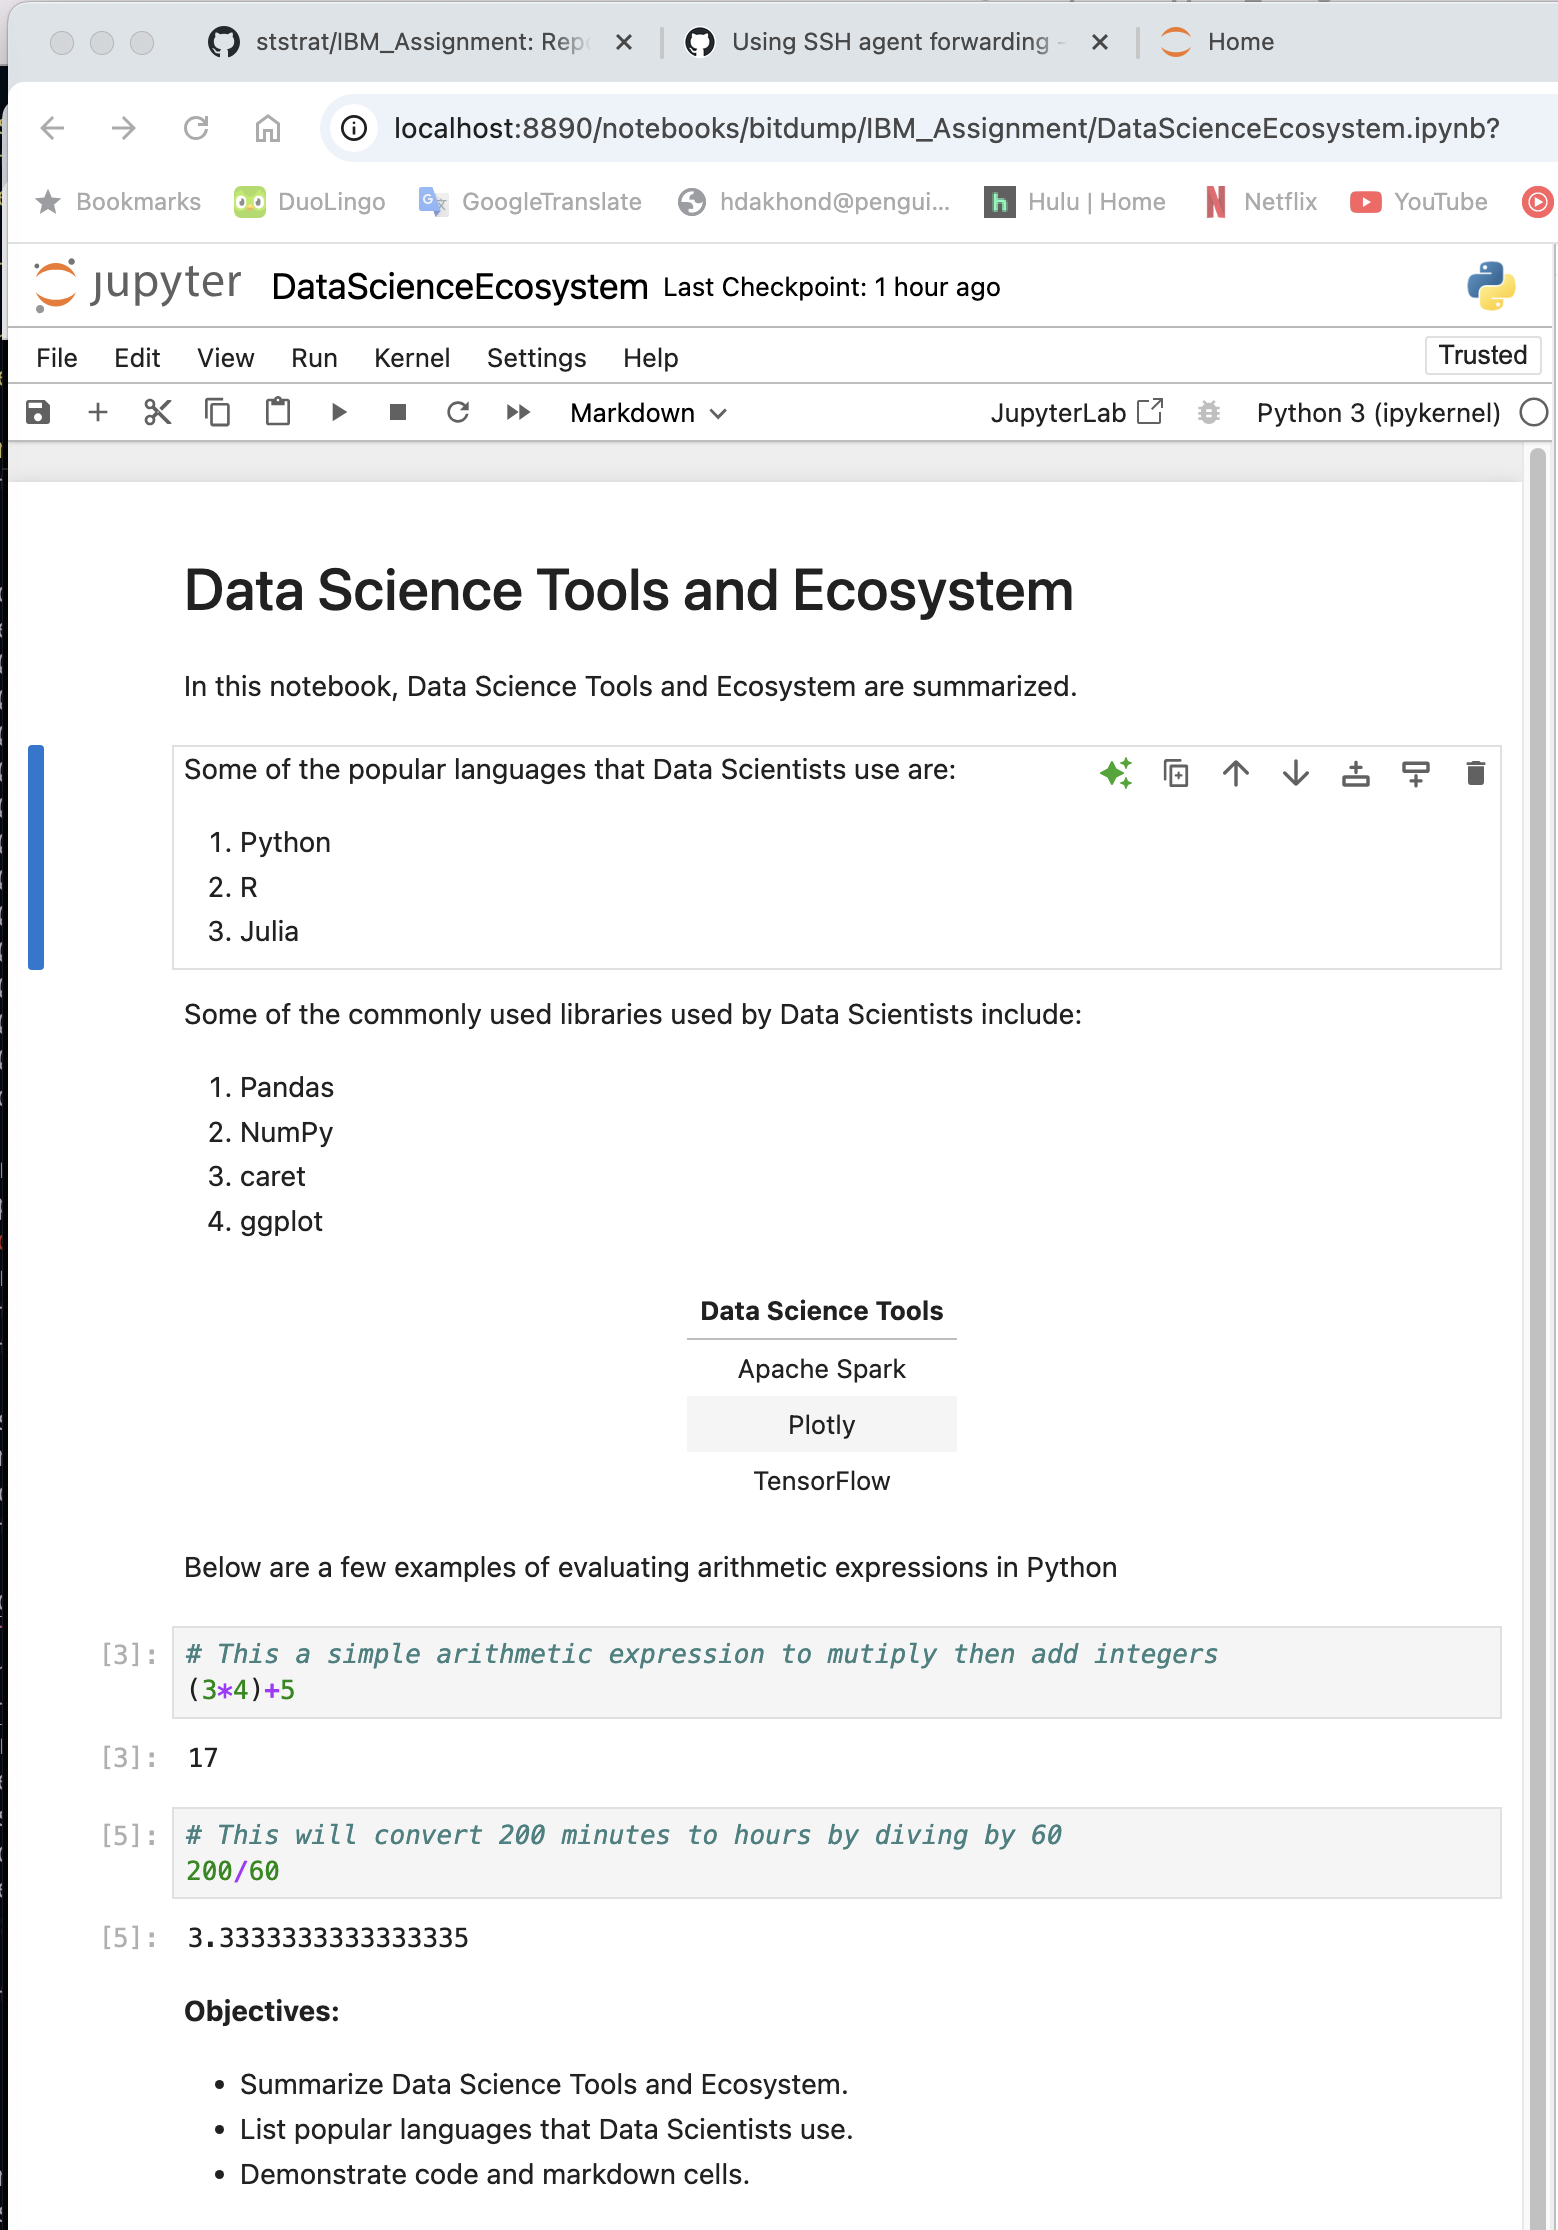 ststrat/IBM_Assignment: Rep
Using SSH agent forwarding -
Home
localhost:8890/notebooks/bitdump/IBM_Assignment/DataScienceEcosystem.ipynb?
Bookmarks
DuoLingo
GoogleTranslate
hdakhond@pengui...
Hulu | Home
Netflix
YouTube
jupyter
DataScienceEcosystem Last Checkpoint: 1 hour ago
File Edit View Run Kernel Settings Help
Trusted
Markdown
JupyterLab
Python 3 (ipykernel)
Data Science Tools and Ecosystem
In this notebook, Data Science Tools and Ecosystem are summarized.
Some of the popular languages that Data Scientists use are:
1. Python
2. R
3. Julia
Some of the commonly used libraries used by Data Scientists include:
1. Pandas
2. NumPy
3. caret
4. ggplot
Data Science Tools
Apache Spark
Plotly
TensorFlow
Below are a few examples of evaluating arithmetic expressions in Python
[3]: # This a simple arithmetic expression to mutiply then add integers
(3*4)+5
[3]: 17
[5]: # This will convert 200 minutes to hours by diving by 60
200/60
[5]: 3.3333333333333335
Objectives:
• Summarize Data Science Tools and Ecosystem.
• List popular languages that Data Scientists use.
• Demonstrate code and markdown cells.